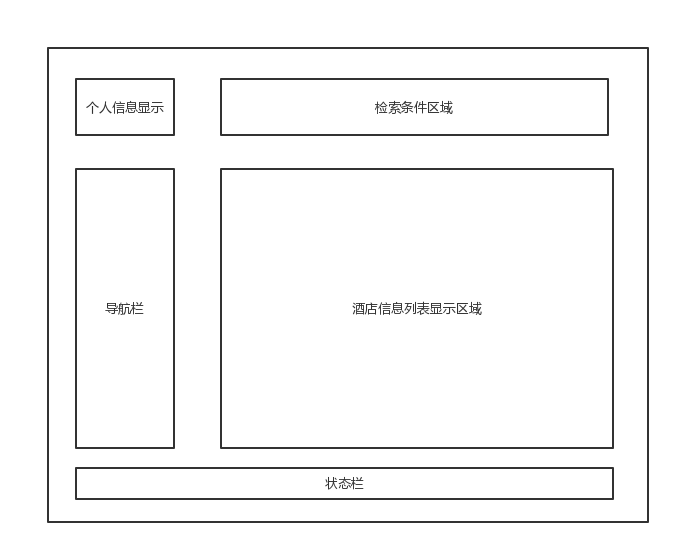 个人信息显示
检索条件区域
导航栏
酒店信息列表显示区域
状态栏